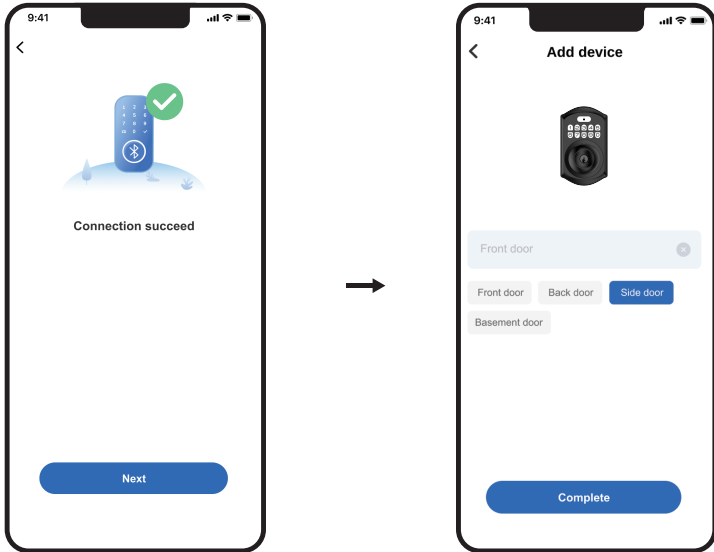 9:41
Connection succeed
Next
9:41
Add device
Front door
Front door Back door Side door
Basement door
Complete